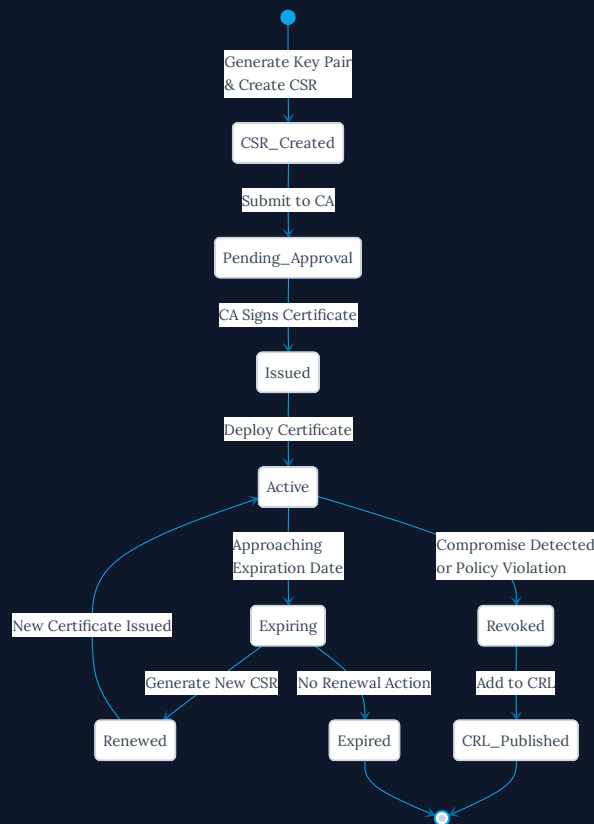 Generate Key Pair
& Create CSR
CSR_Created
Submit to CA
Pending_Approval
CA Signs Certificate
Issued
Deploy Certificate
Active
Approaching
Expiration Date
Compromise Detected
or Policy Violation
New Certificate Issued
Expiring
Revoked
Generate New CSR
No Renewal Action
Add to CRL
Renewed
Expired
CRL_Published